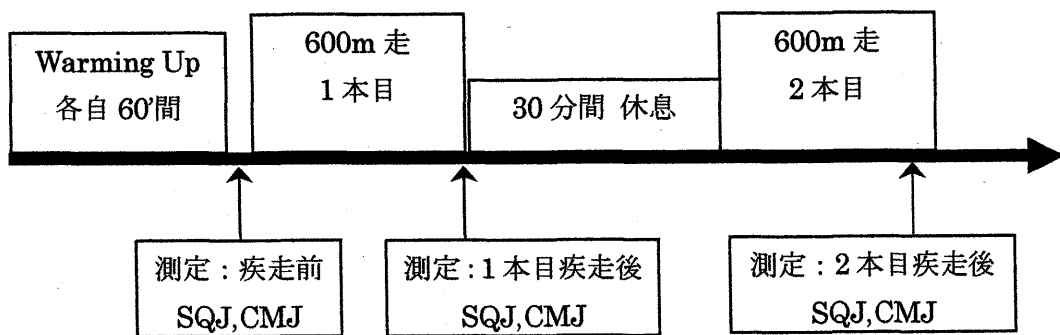 Warming Up
各自 60'間
600m 走
1 本目
30 分間 休息
600m 走
2 本目
測定 : 疾走前
SQJ,CMJ
測定 : 1 本目疾走後
SQJ,CMJ
測定 : 2 本目疾走後
SQJ,CMJ